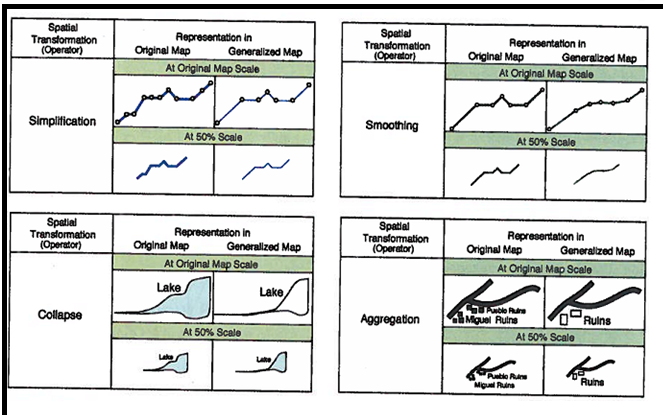 Spatial
Transformation
(Operator)
Representation in
Original Map Generalized Map
At Original Map Scale
Simplification
At 50% Scale
Spatial
Transformation
(Operator)
Representation in
Original Map Generalized Map
At Original Map Scale
Smoothing
At 50% Scale
Spatial
Transformation
(Operator)
Representation in
Original Map Generalized Map
At Original Map Scale
Lake Lake
Collapse
At 50% Scale
Lake Lake
Spatial
Transformation
(Operator)
Representation in
Original Map Generalized Map
At Original Map Scale
Pueblo Ruins
Miguel Ruins Ruins
Aggregation
At 50% Scale
Pueblo Ruins
Miguel Ruins Ruins